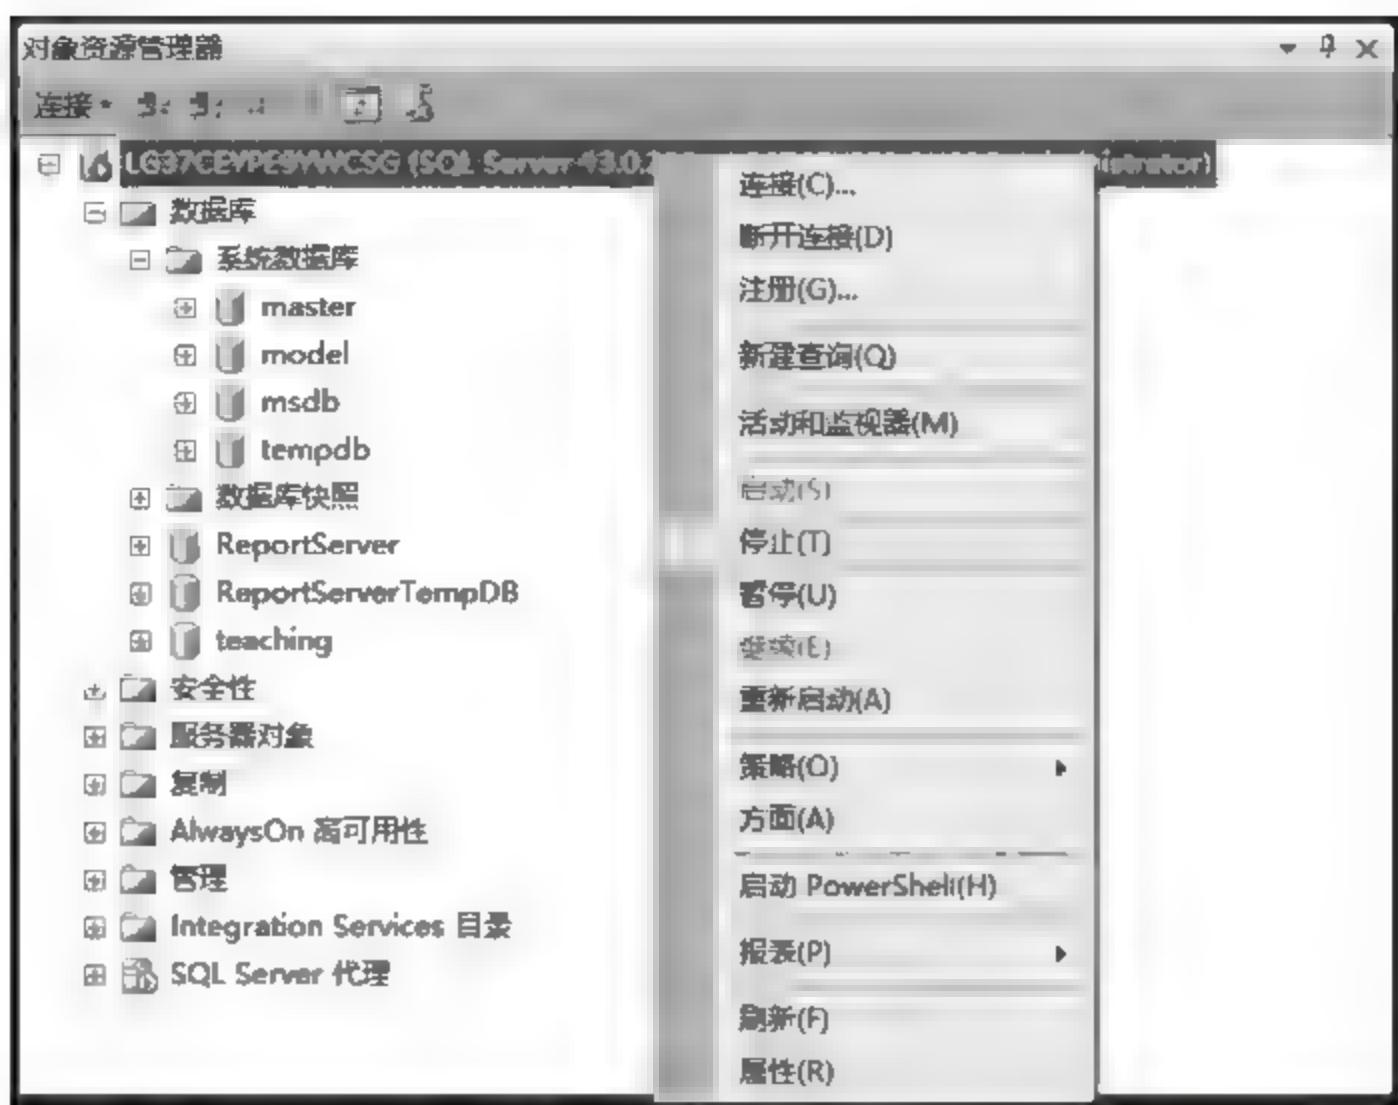 对象资源管理器
连接
LG37CEYPE9YWCSG (SQL Server 13.0. istrator)
数据库
系统数据库
master
model
msdb
tempdb
数据库快照
ReportServer
ReportServerTempDB
teaching
安全性
服务器对象
复制
AlwaysOn 高可用性
管理
Integration Services 目录
SQL Server 代理
连接(C)...
断开连接(D)
注册(G)...
新建查询(Q)
活动和监视器(M)
启动(S)
停止(T)
暂停(U)
继续(E)
重新启动(A)
策略(O)
方面(A)
启动 PowerShell(H)
报表(P)
刷新(F)
属性(R)